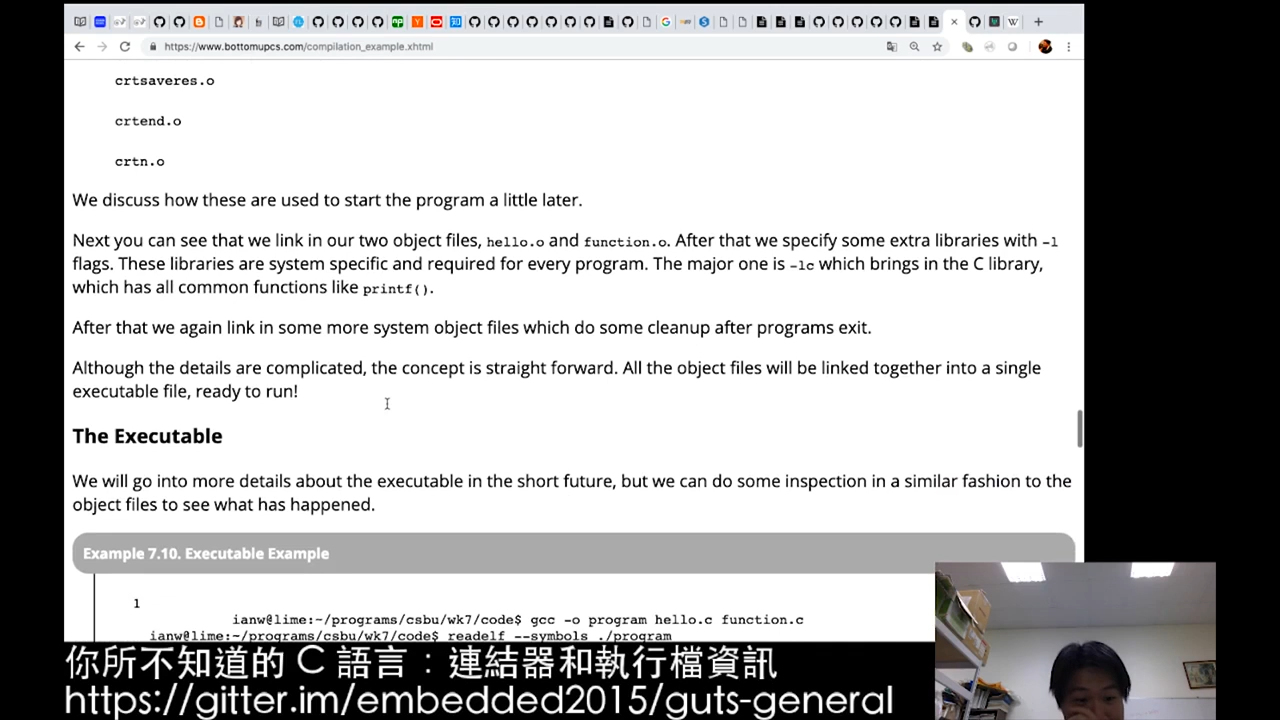 https://www.bottomupcs.com/compilation_example.xhtml
crtsaveres.o
crtend.o
crtn.o
We discuss how these are used to start the program a little later.
Next you can see that we link in our two object files, hello.o and function.o. After that we specify some extra libraries with -l
flags. These libraries are system specific and required for every program. The major one is -lc which brings in the C library,
which has all common functions like printf().
After that we again link in some more system object files which do some cleanup after programs exit.
Although the details are complicated, the concept is straight forward. All the object files will be linked together into a single
executable file, ready to run!
The Executable
We will go into more details about the executable in the short future, but we can do some inspection in a similar fashion to the
object files to see what has happened.
Example 7.10. Executable Example
1
ianw@lime:~/programs/csbu/wk7/code$ gcc -o program hello.c function.c
ianw@lime:~/programs/csbu/wk7/code$ readelf --symbols ./program
你所不知道的 C 語言：連結器和執行檔資訊
https://gitter.im/embedded2015/guts-general